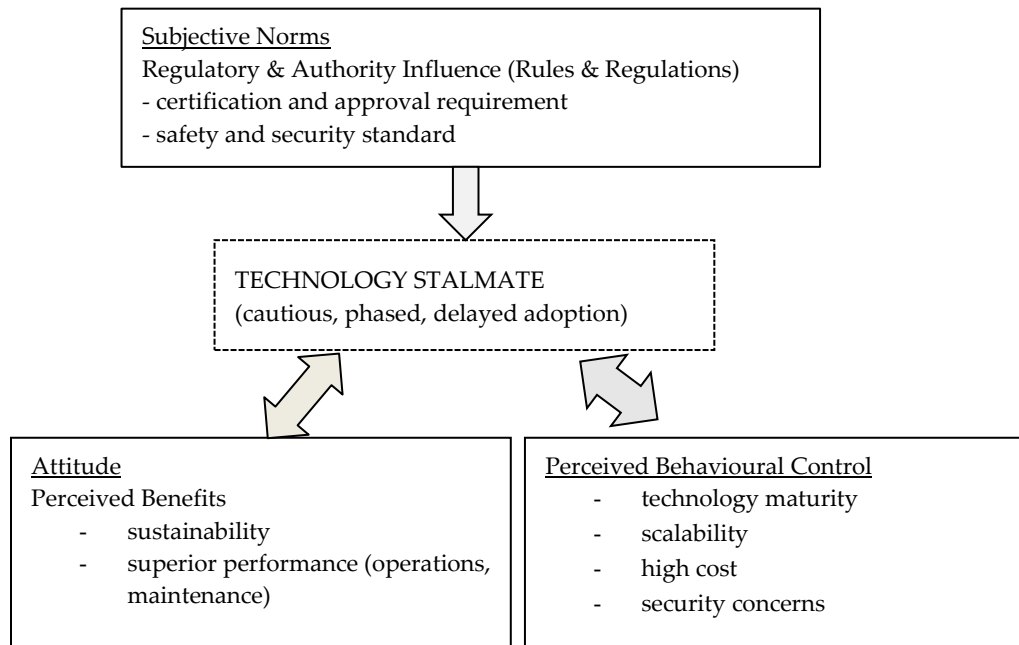 Subjective Norms
Regulatory & Authority Influence (Rules & Regulations)
- certification and approval requirement
- safety and security standard
TECHNOLOGY STALMATE
(cautious, phased, delayed adoption)
Attitude
Perceived Benefits
- sustainability
- superior performance (operations,
maintenance)
Perceived Behavioural Control
- technology maturity
- scalability
- high cost
- security concerns